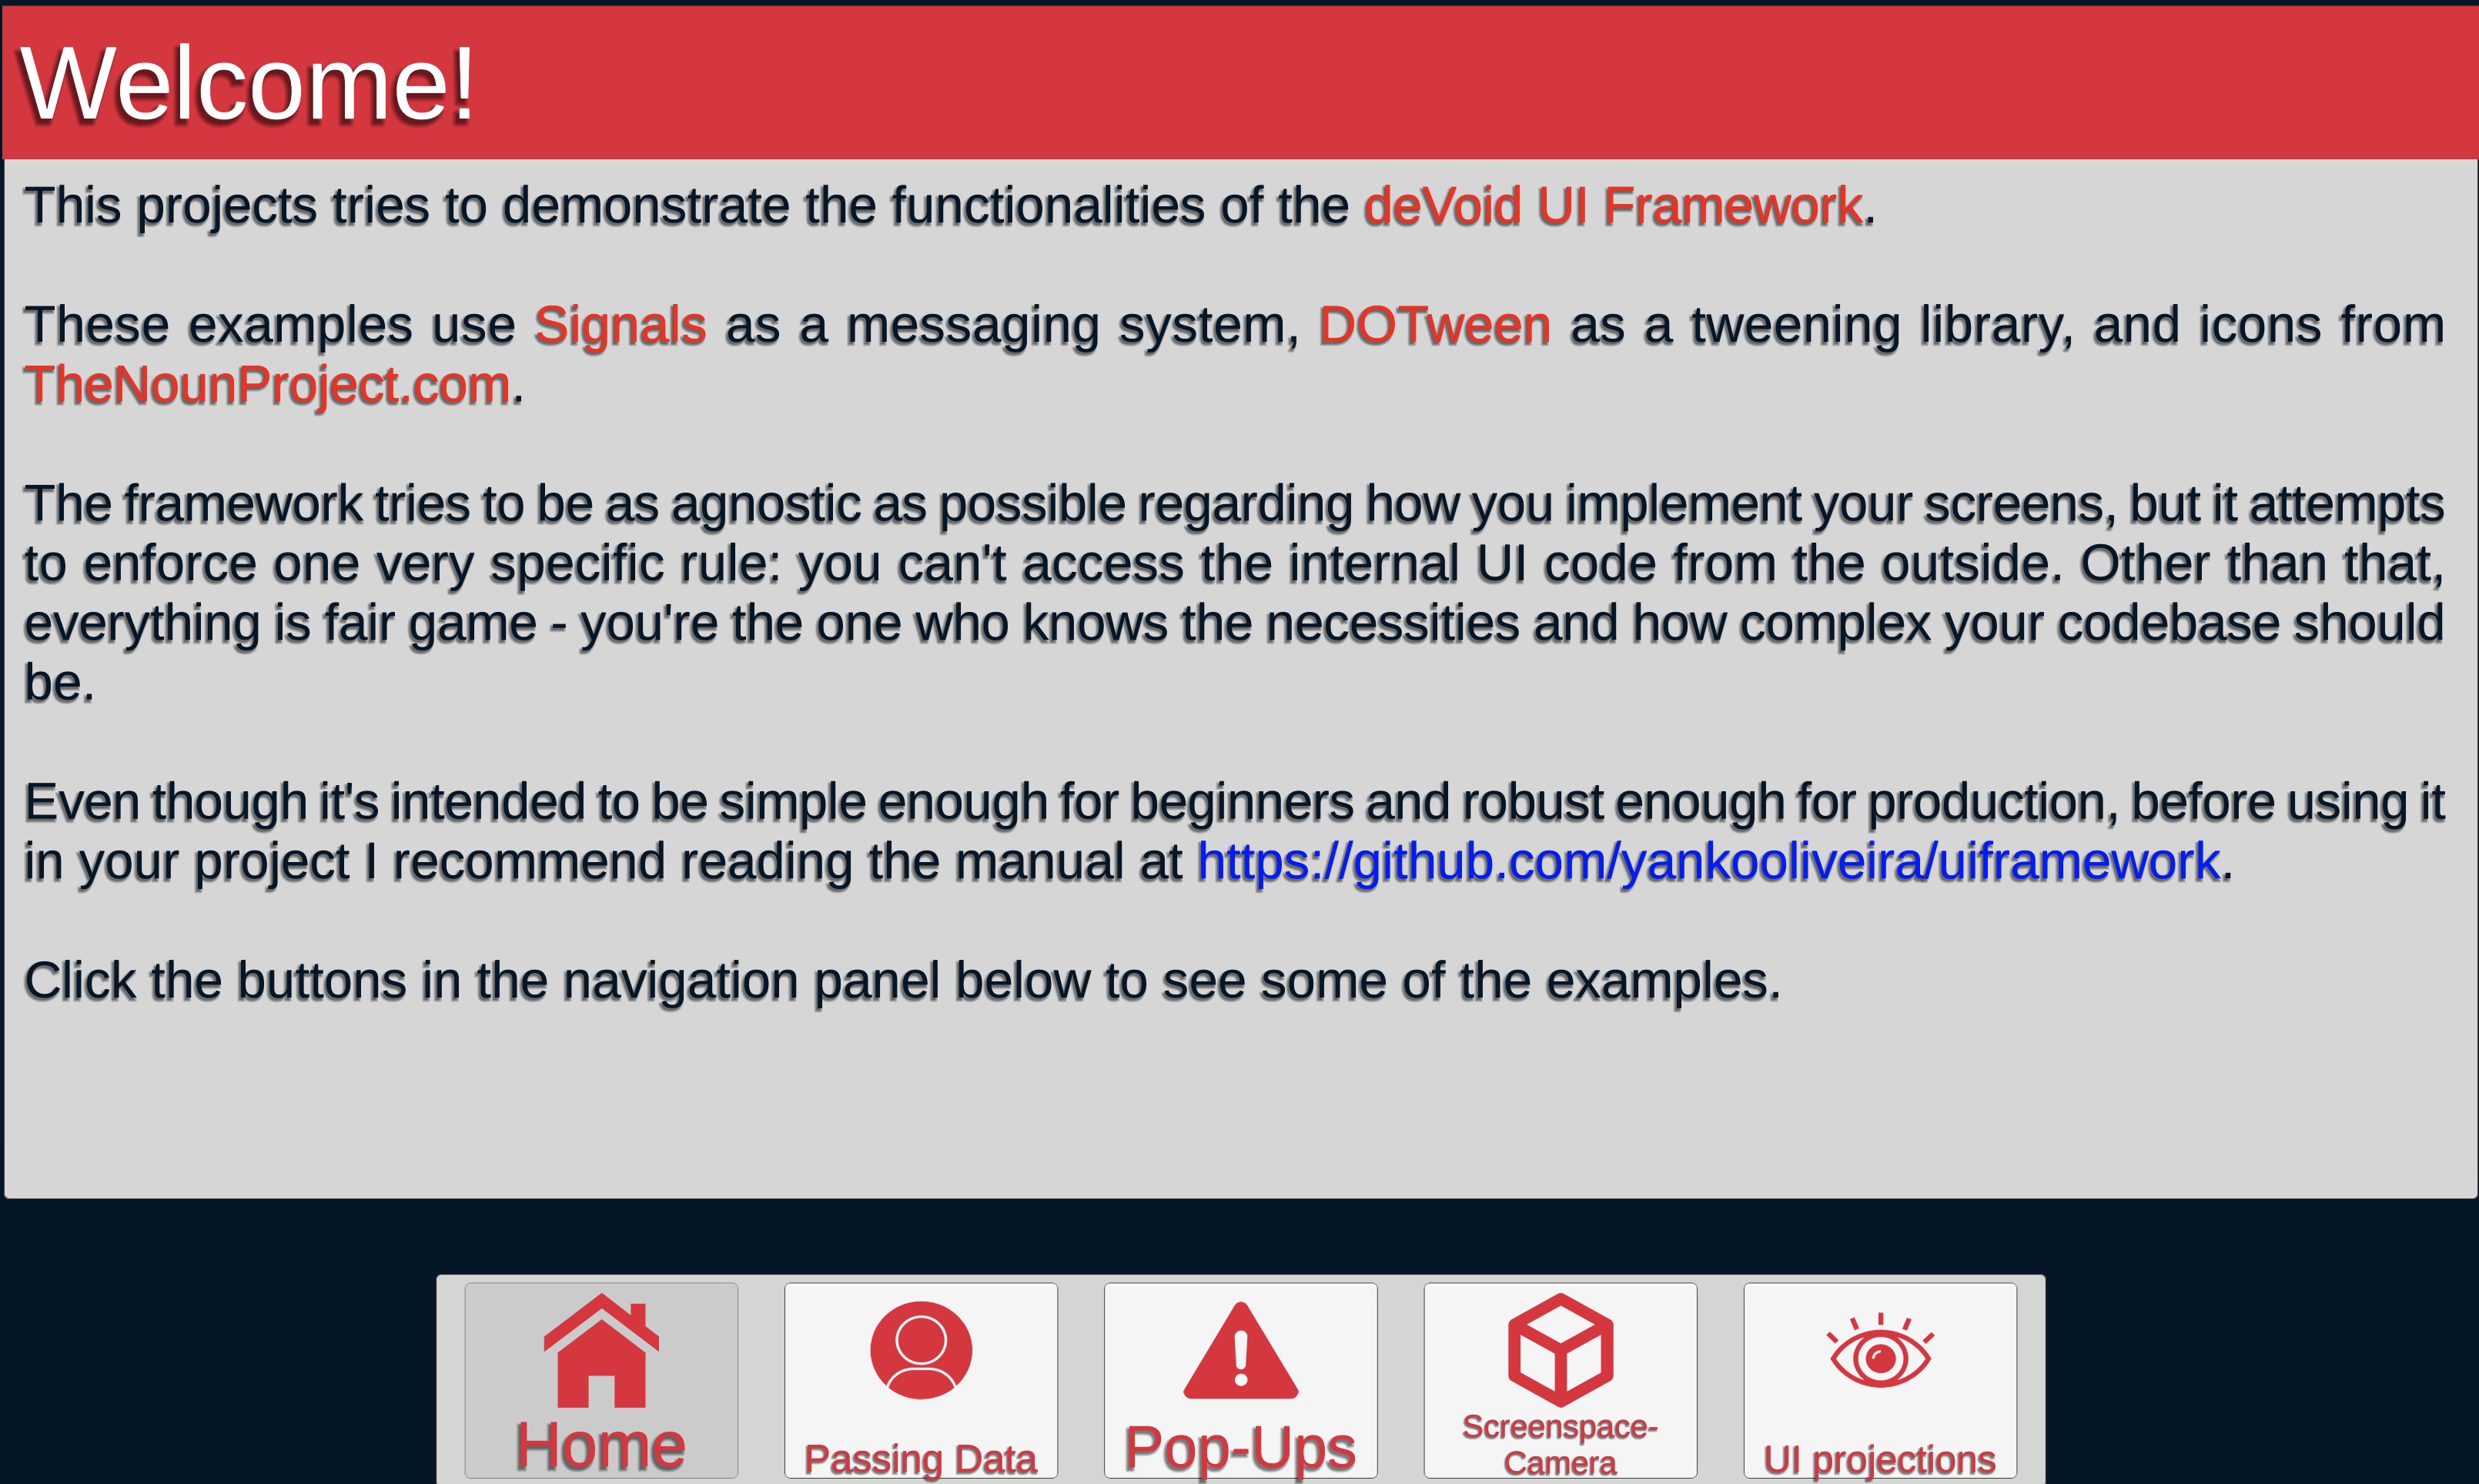 Welcome!
This projects tries to demonstrate the functionalities of the deVoid UI Framework.
These examples use Signals as a messaging system, DOTween as a tweening library, and icons from
TheNounProject.com.
The framework tries to be as agnostic as possible regarding how you implement your screens, but it attempts
to enforce one very specific rule: you can't access the internal UI code from the outside. Other than that,
everything is fair game - you're the one who knows the necessities and how complex your codebase should
be.
Even though it's intended to be simple enough for beginners and robust enough for production, before using it
in your project I recommend reading the manual at https://github.com/yankooliveira/uiframework.
Click the buttons in the navigation panel below to see some of the examples.
Home
Passing Data
Pop-Ups
Screenspace-
Camera
UI projections